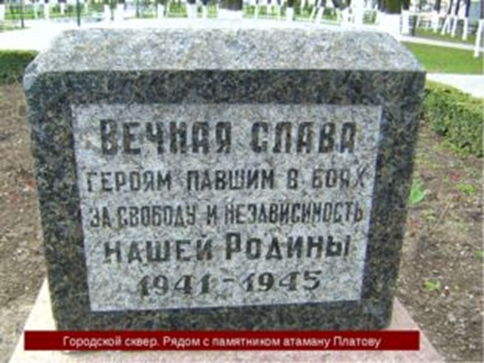 Вечная слава
героям павшим в боях
за свободу и независимость
нашей Родины
1941-1945
Городской сквер. Рядом с памятником атаману Платову